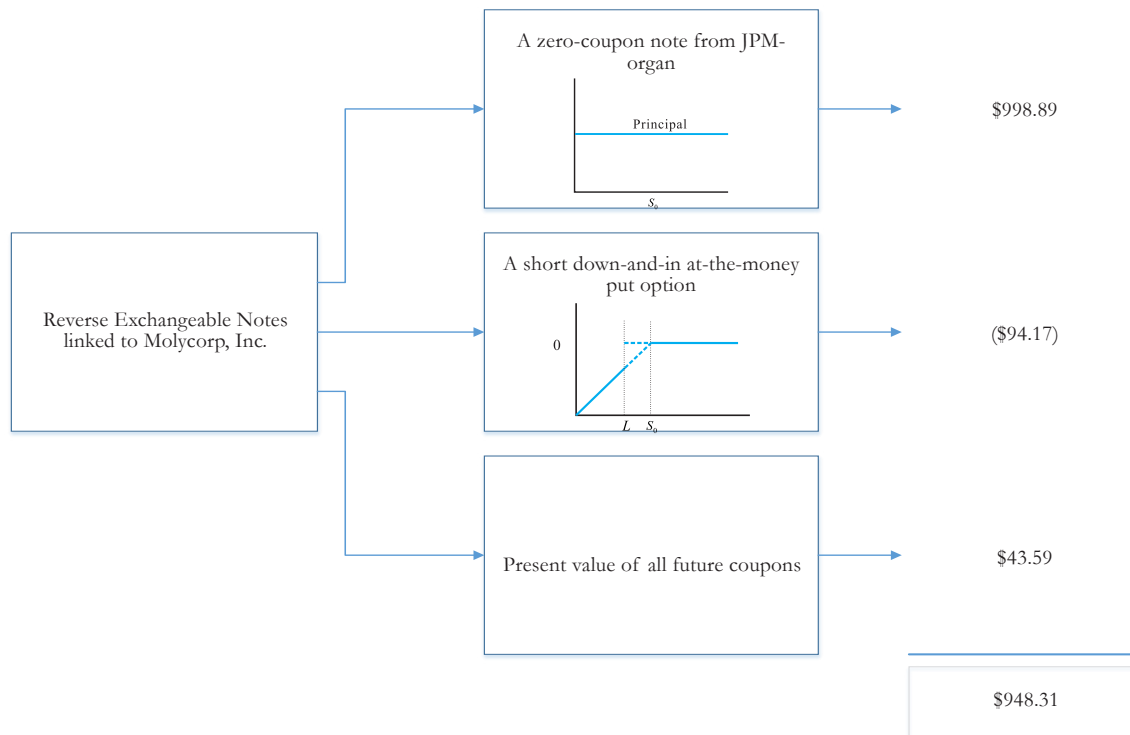 A zero-coupon note from JPM-
organ
Principal
S₀
$998.89
Reverse Exchangeable Notes
linked to Molycorp, Inc.
A short down-and-in at-the-money
put option
0
L S₀
($94.17)
Present value of all future coupons
$43.59
$948.31